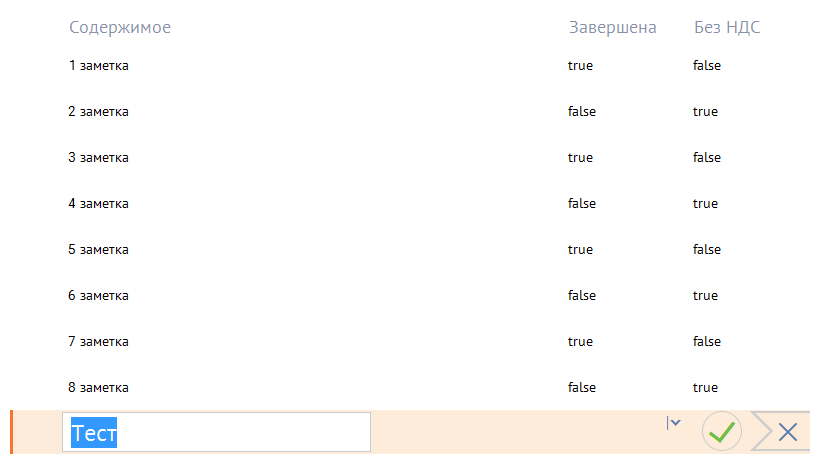 Содержимое Завершена Без НДС
1 заметка true false
2 заметка false true
3 заметка true false
4 заметка false true
5 заметка true false
6 заметка false true
7 заметка true false
8 заметка false true
Тест